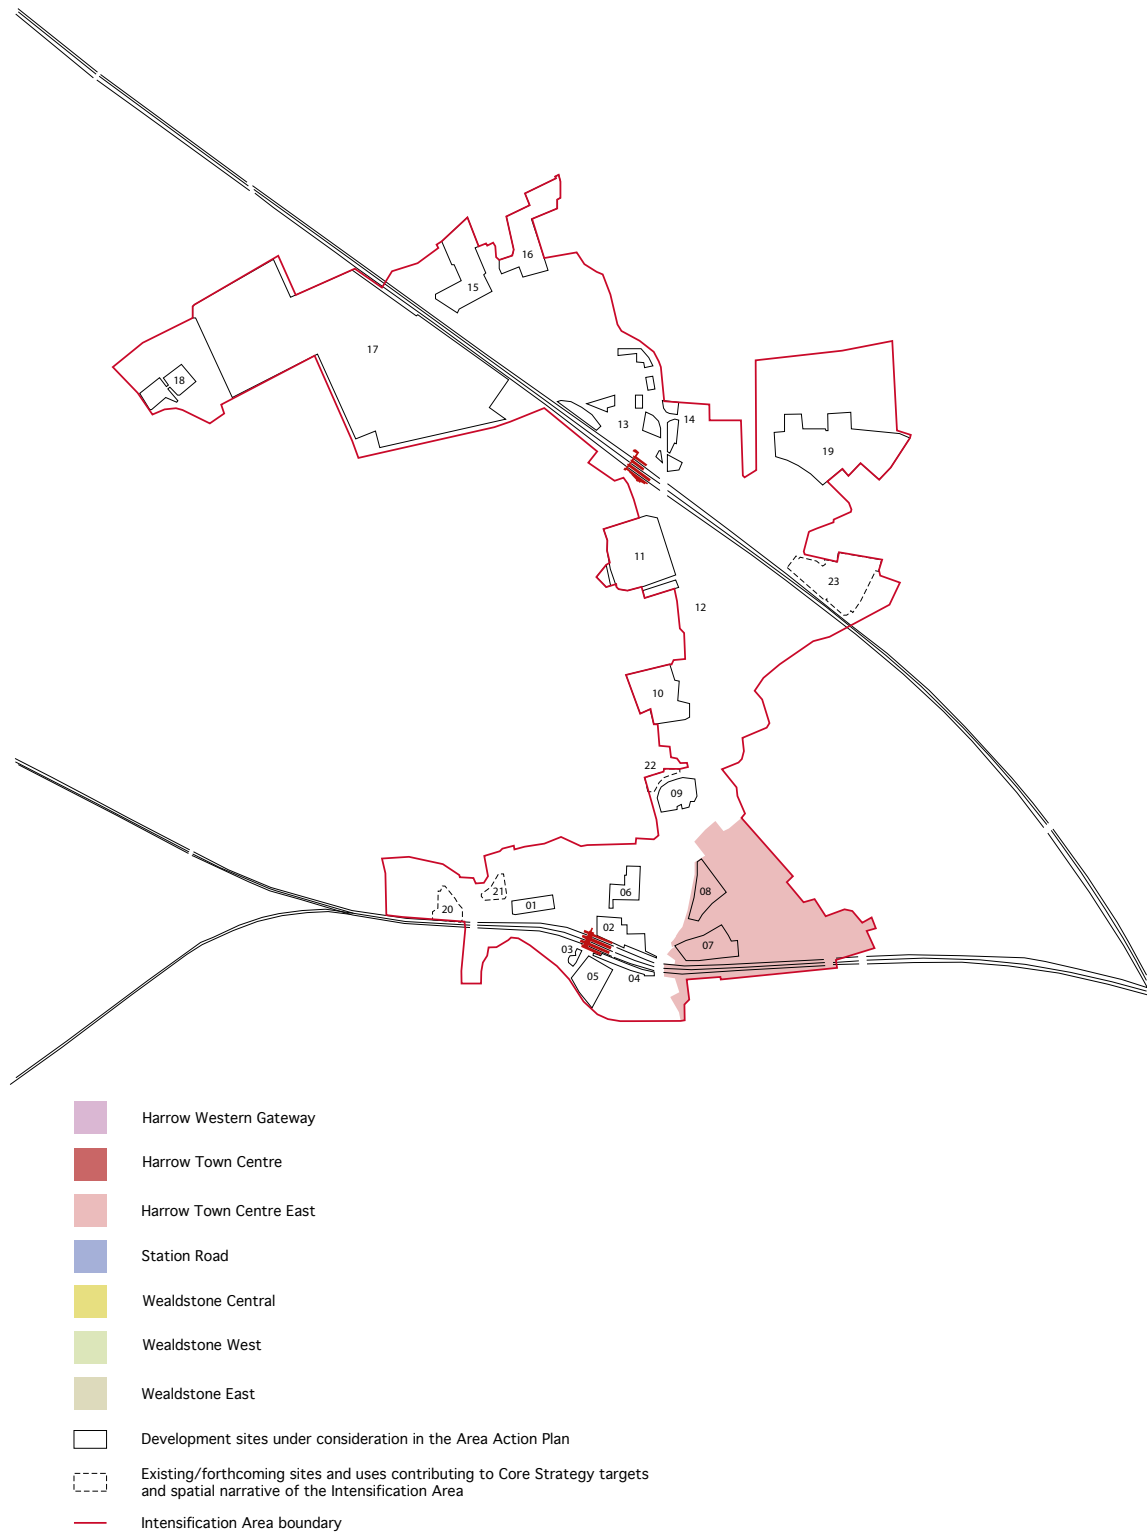 16
15
17
18
13
14
19
11
23
12
10
22
09
08
21
06
01
20
02
07
03
05
04
Harrow Western Gateway
Harrow Town Centre
Harrow Town Centre East
Station Road
Wealdstone Central
Wealdstone West
Wealdstone East
Development sites under consideration in the Area Action Plan
Existing/forthcoming sites and uses contributing to Core Strategy targets
and spatial narrative of the Intensification Area
Intensification Area boundary